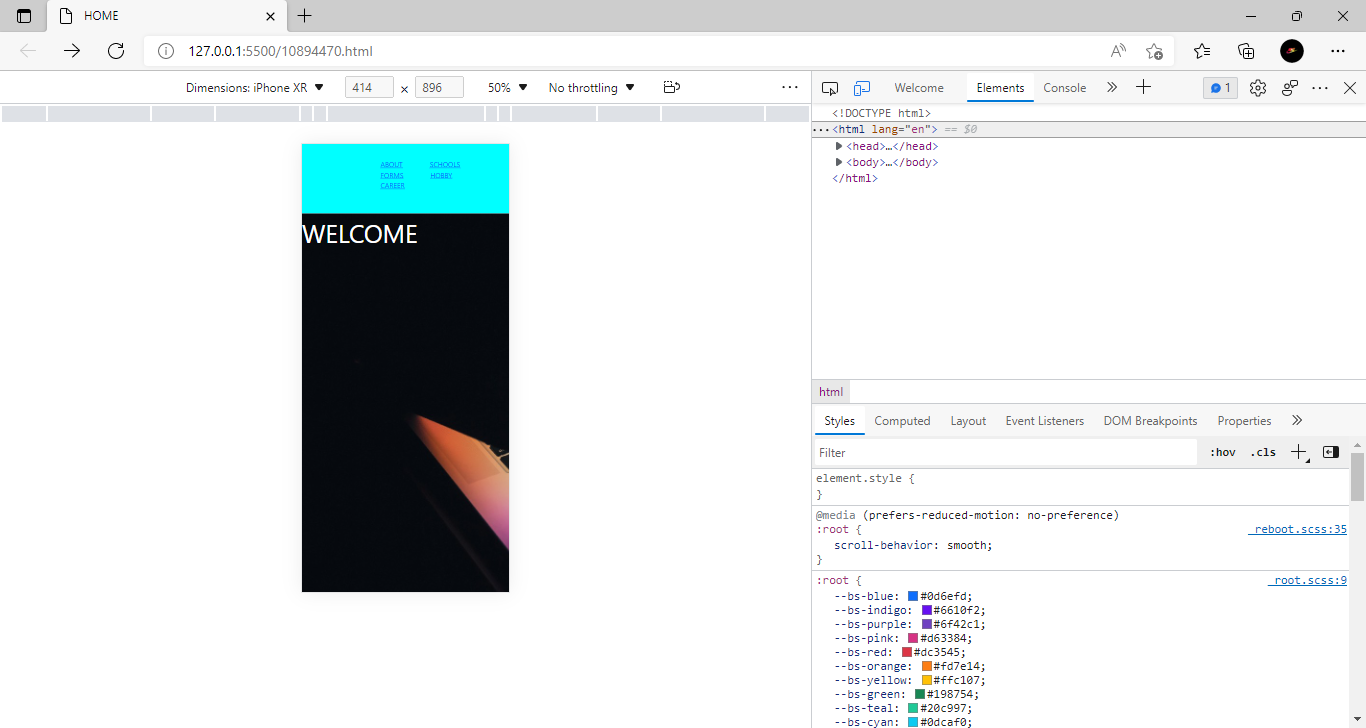 HOME
127.0.0.1:5500/10894470.html
Dimensions: iPhone XR 414 × 896 50% No throttling
Welcome Elements Console 1
ABOUT SCHOOLS
FORMS HOBBY
CAREER
WELCOME
<!DOCTYPE html>
···<html lang="en"> == $0
<head>…</head>
<body>…</body>
</html>
html
Styles Computed Layout Event Listeners DOM Breakpoints Properties
Filter :hov .cls
element.style {
}
@media (prefers-reduced-motion: no-preference)
:root { _reboot.scss:35
scroll-behavior: smooth;
}
:root { _root.scss:9
--bs-blue: #0d6efd;
--bs-indigo: #6610f2;
--bs-purple: #6f42c1;
--bs-pink: #d63384;
--bs-red: #dc3545;
--bs-orange: #fd7e14;
--bs-yellow: #ffc107;
--bs-green: #198754;
--bs-teal: #20c997;
--bs-cyan: #0dcaf0;